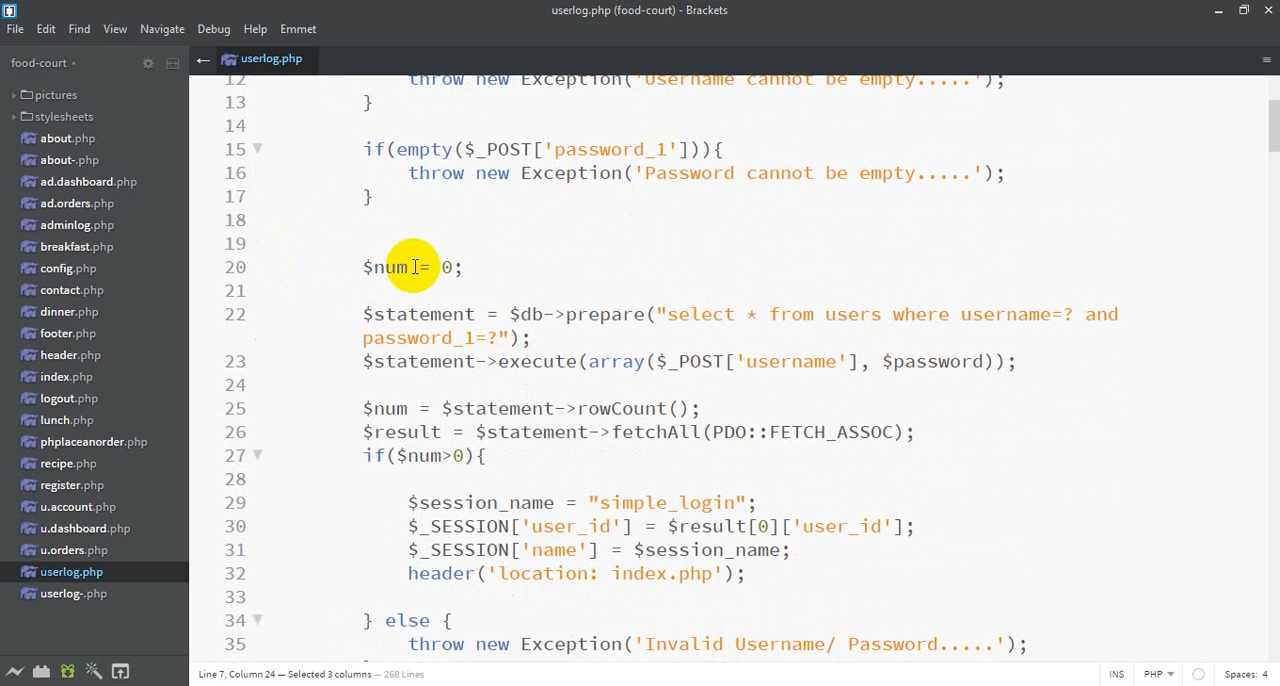 userlog.php (food-court) - Brackets
File Edit Find View Navigate Debug Help Emmet
food-court
userlog.php
pictures
stylesheets
about.php
about-.php
ad.dashboard.php
ad.orders.php
adminlog.php
breakfast.php
config.php
contact.php
dinner.php
footer.php
header.php
index.php
logout.php
lunch.php
phplaceanorder.php
recipe.php
register.php
u.account.php
u.dashboard.php
u.orders.php
userlog.php
userlog-.php
12 throw new Exception('Username cannot be empty.....');
13 }
14
15 if(empty($_POST['password_1'])){
16 throw new Exception('Password cannot be empty.....');
17 }
18
19
20 $num = 0;
21
22 $statement = $db->prepare("select * from users where username=? and
password_1=?");
23 $statement->execute(array($_POST['username'], $password));
24
25 $num = $statement->rowCount();
26 $result = $statement->fetchAll(PDO::FETCH_ASSOC);
27 if($num>0){
28
29 $session_name = "simple_login";
30 $_SESSION['user_id'] = $result[0]['user_id'];
31 $_SESSION['name'] = $session_name;
32 header('location: index.php');
33
34 } else {
35 throw new Exception('Invalid Username/ Password.....');
Line 7, Column 24 — Selected 3 columns — 268 Lines
INS PHP Spaces: 4